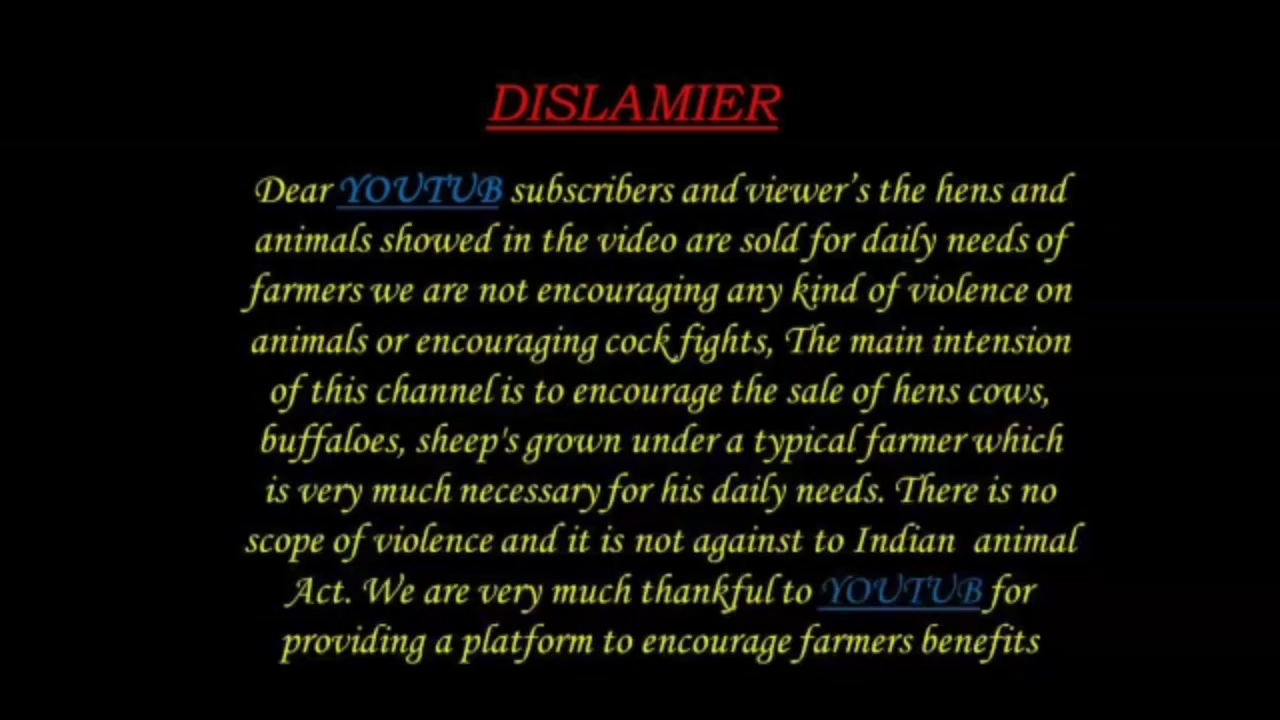 DISLAMIER
Dear YOUTUB subscribers and viewer’s the hens and
animals showed in the video are sold for daily needs of
farmers we are not encouraging any kind of violence on
animals or encouraging cock fights, The main intension
of this channel is to encourage the sale of hens cows,
buffaloes, sheep's grown under a typical farmer which
is very much necessary for his daily needs. There is no
scope of violence and it is not against to Indian  animal
Act. We are very much thankful to YOUTUB for
providing a platform to encourage farmers benefits